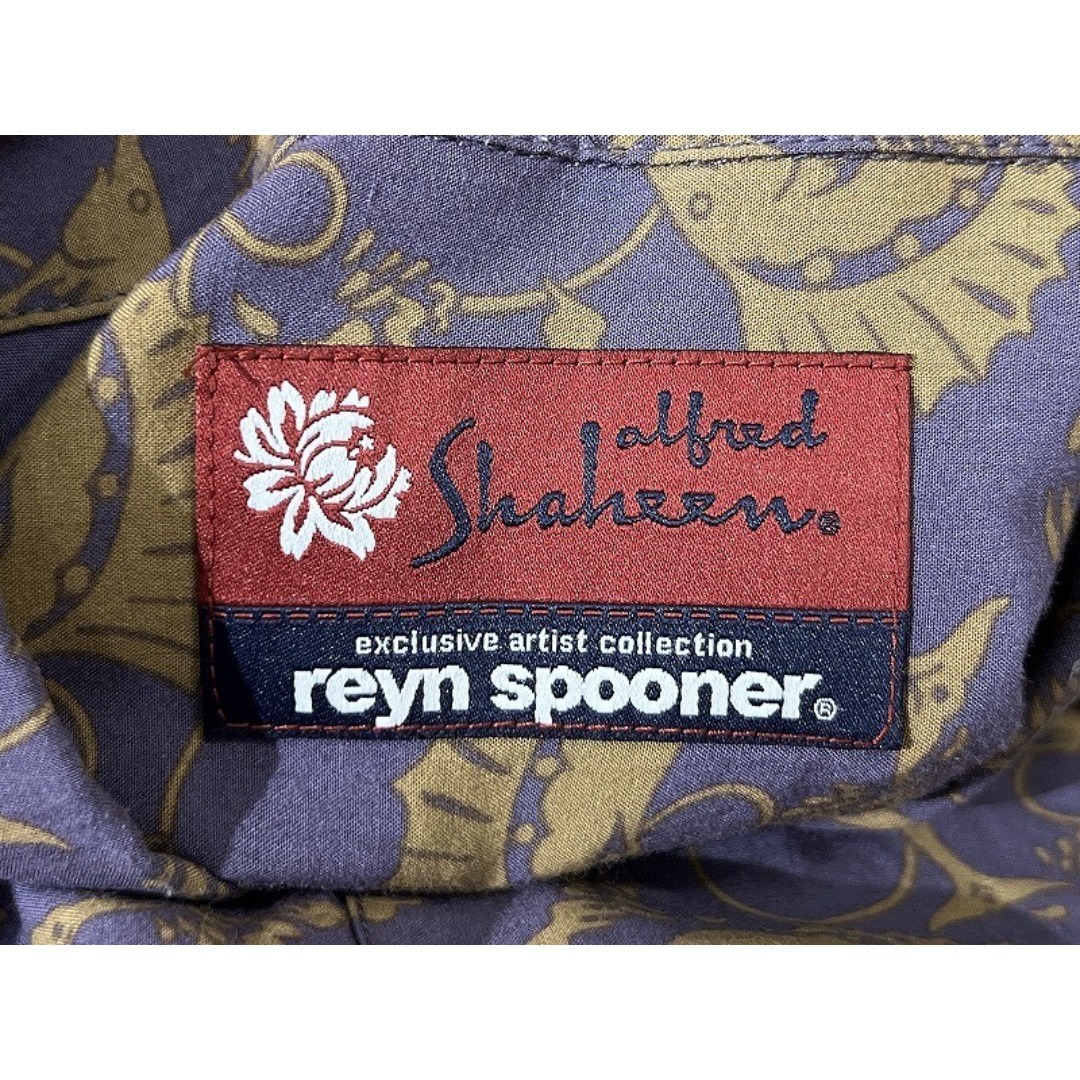 alfred
Shaheen®
exclusive artist collection
reyn spooner®